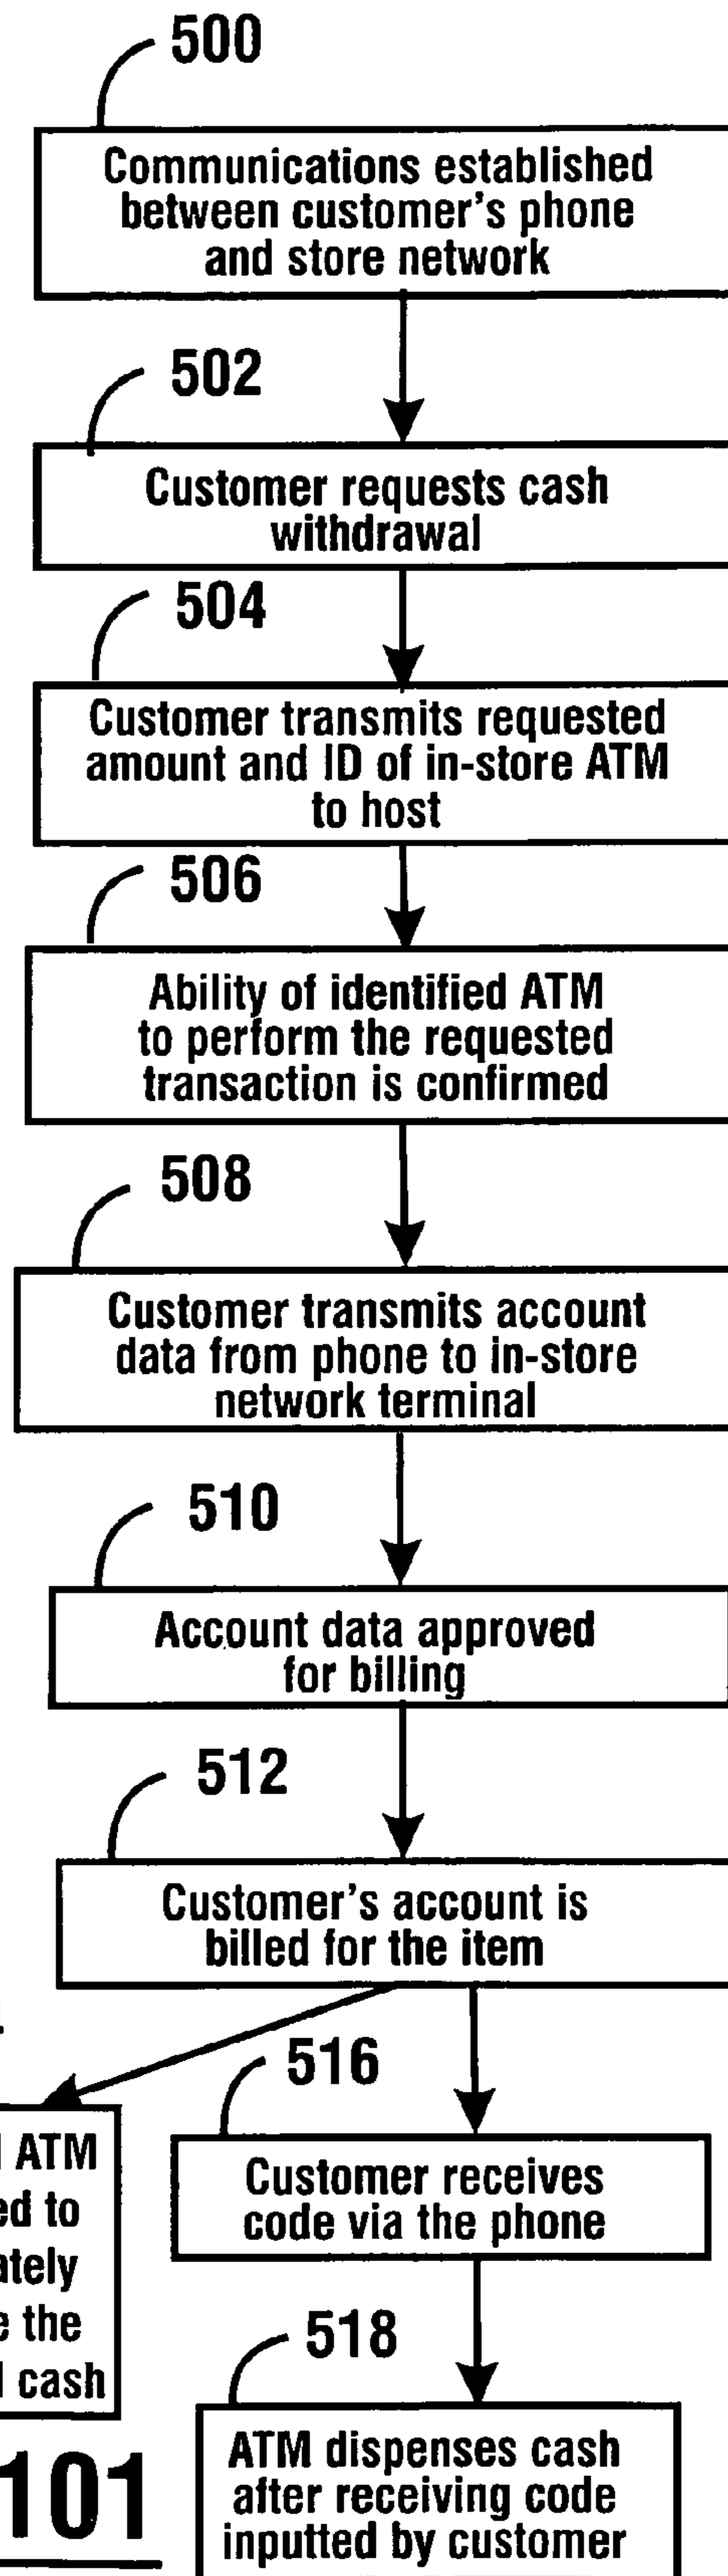 500
Communications established
between customer's phone
and store network
502
Customer requests cash
withdrawal
504
Customer transmits requested
amount and ID of in-store ATM
to host
506
Ability of identified ATM
to perform the requested
transaction is confirmed
508
Customer transmits account
data from phone to in-store
network terminal
510
Account data approved
for billing
512
Customer's account is
billed for the item
ATM
to
the
cash
516
Customer receives
code via the phone
518
ATM dispenses cash
after receiving code
inputted by customer
101